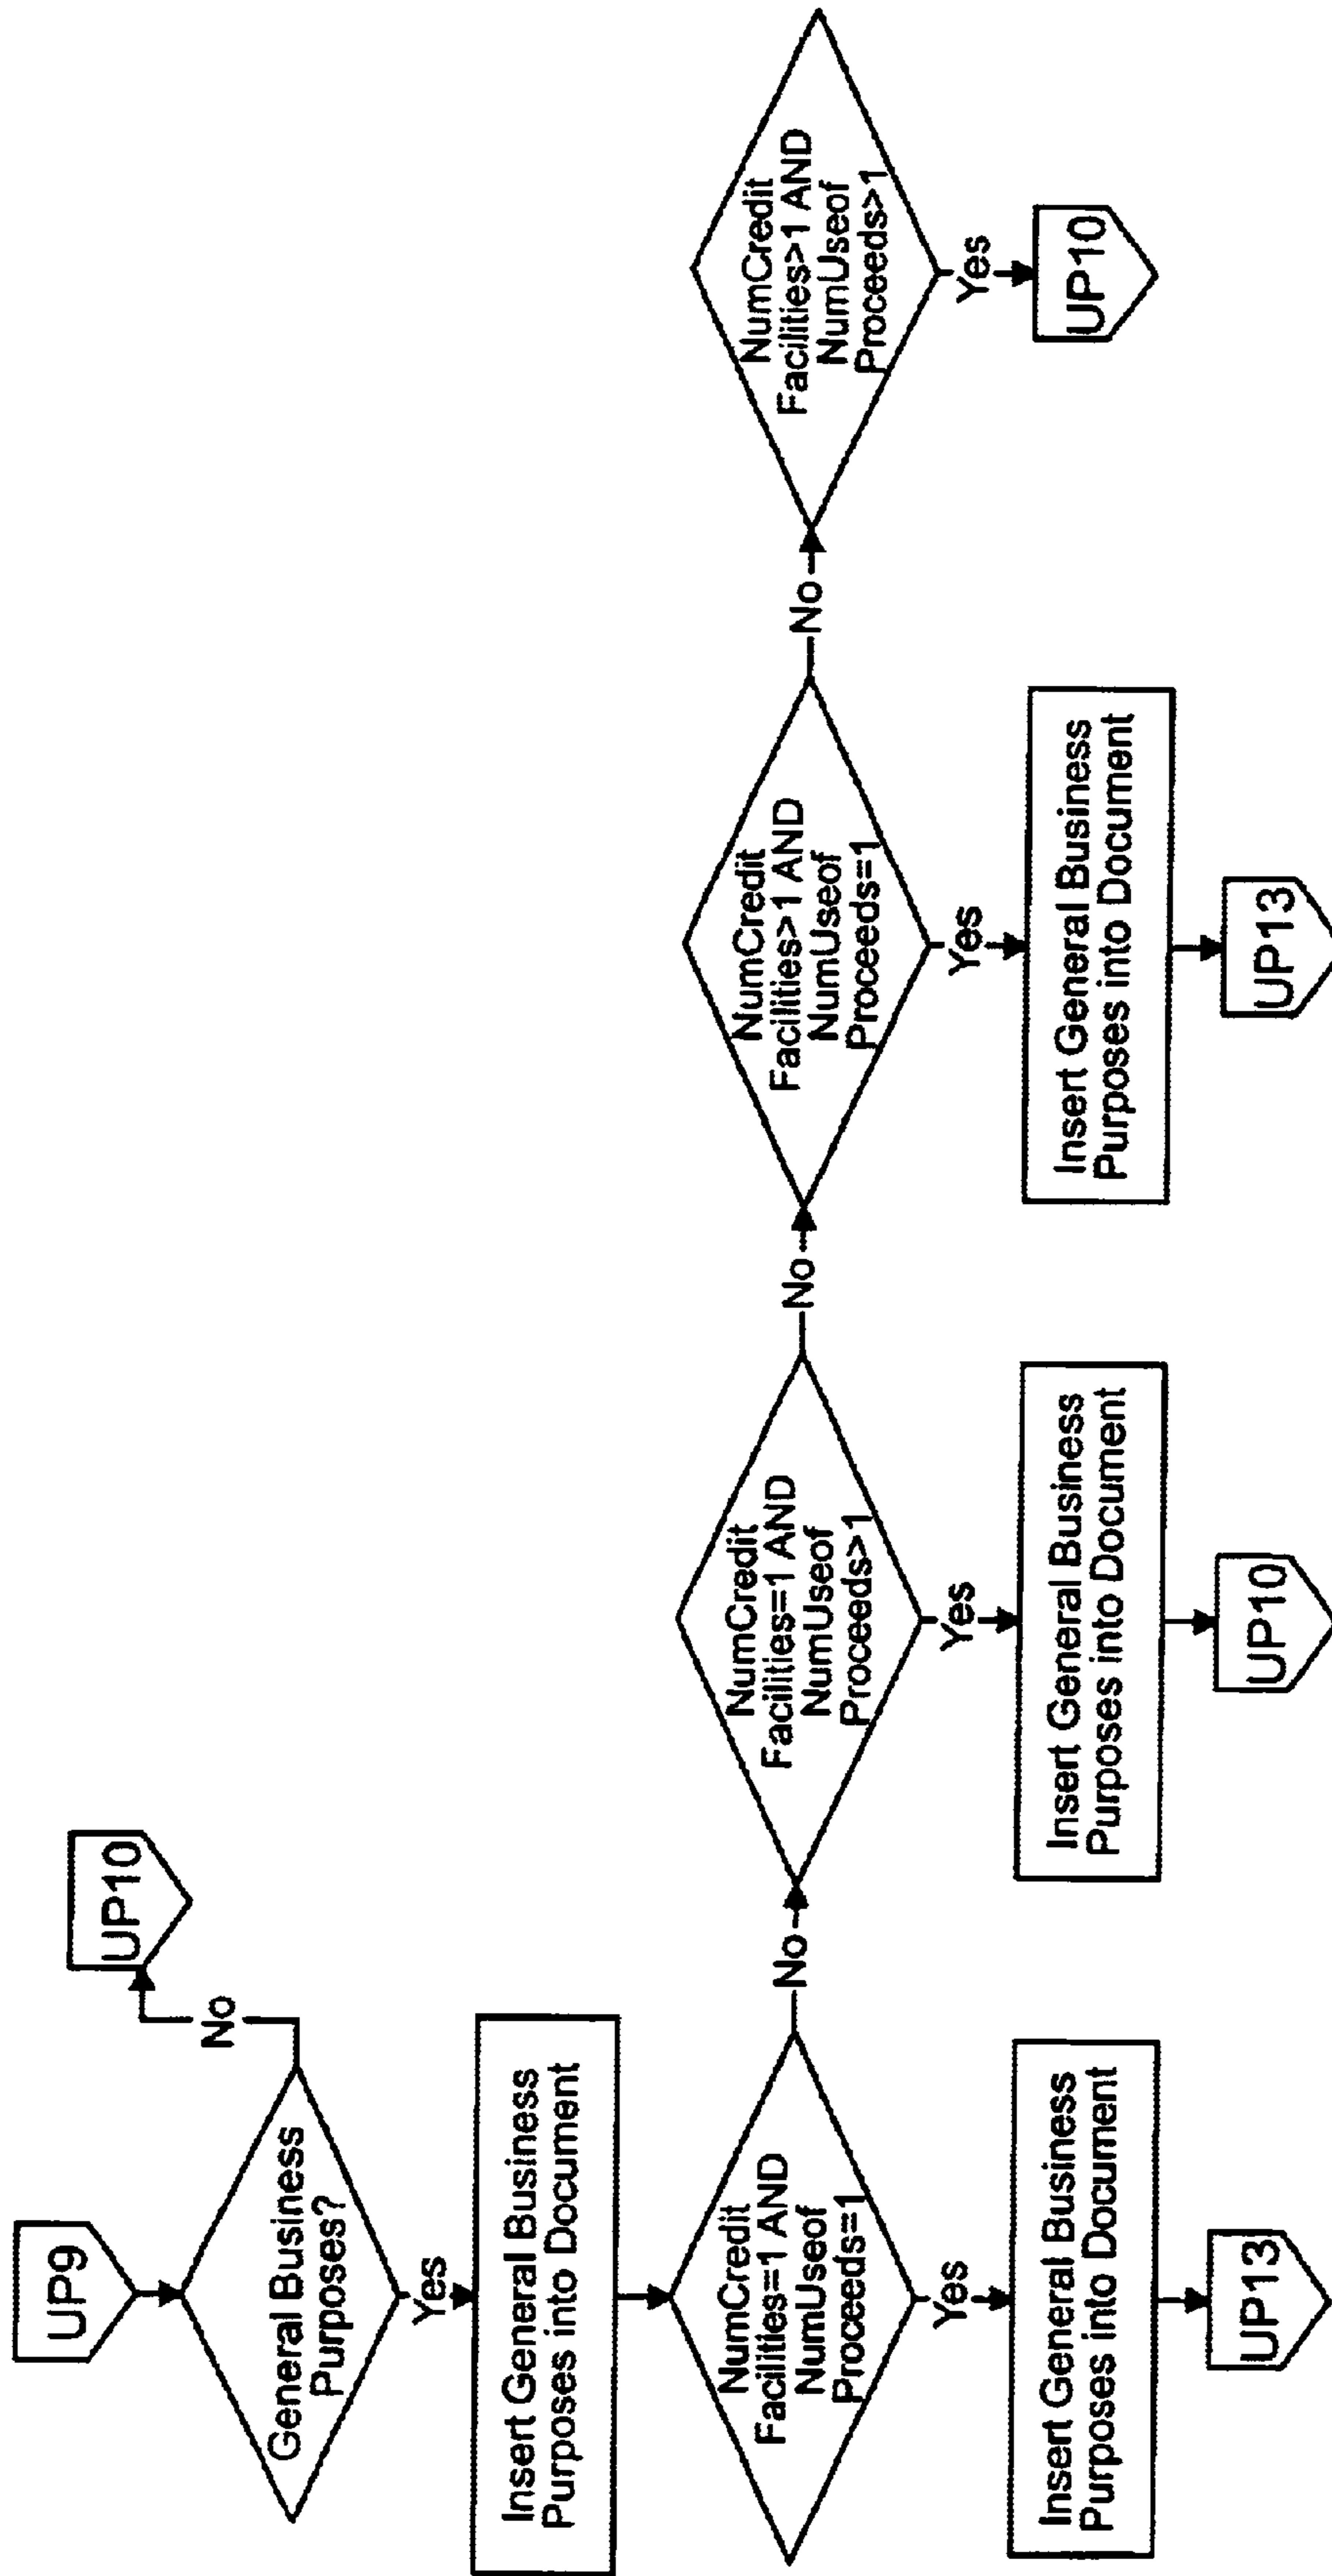 UP9
General Business
Purposes?
No
UP10
Yes
Insert General Business
Purposes into Document
NumCredit
Facilities=1 AND
NumUseof
Proceeds=1
No
NumCredit
Facilities=1 AND
NumUseof
Proceeds>1
No
NumCredit
Facilities>1 AND
NumUseof
Proceeds=1
No
NumCredit
Facilities>1 AND
NumUseof
Proceeds>1
Yes
Insert General Business
Purposes into Document
UP13
Yes
Insert General Business
Purposes into Document
UP10
Yes
Insert General Business
Purposes into Document
UP13
Yes
UP10